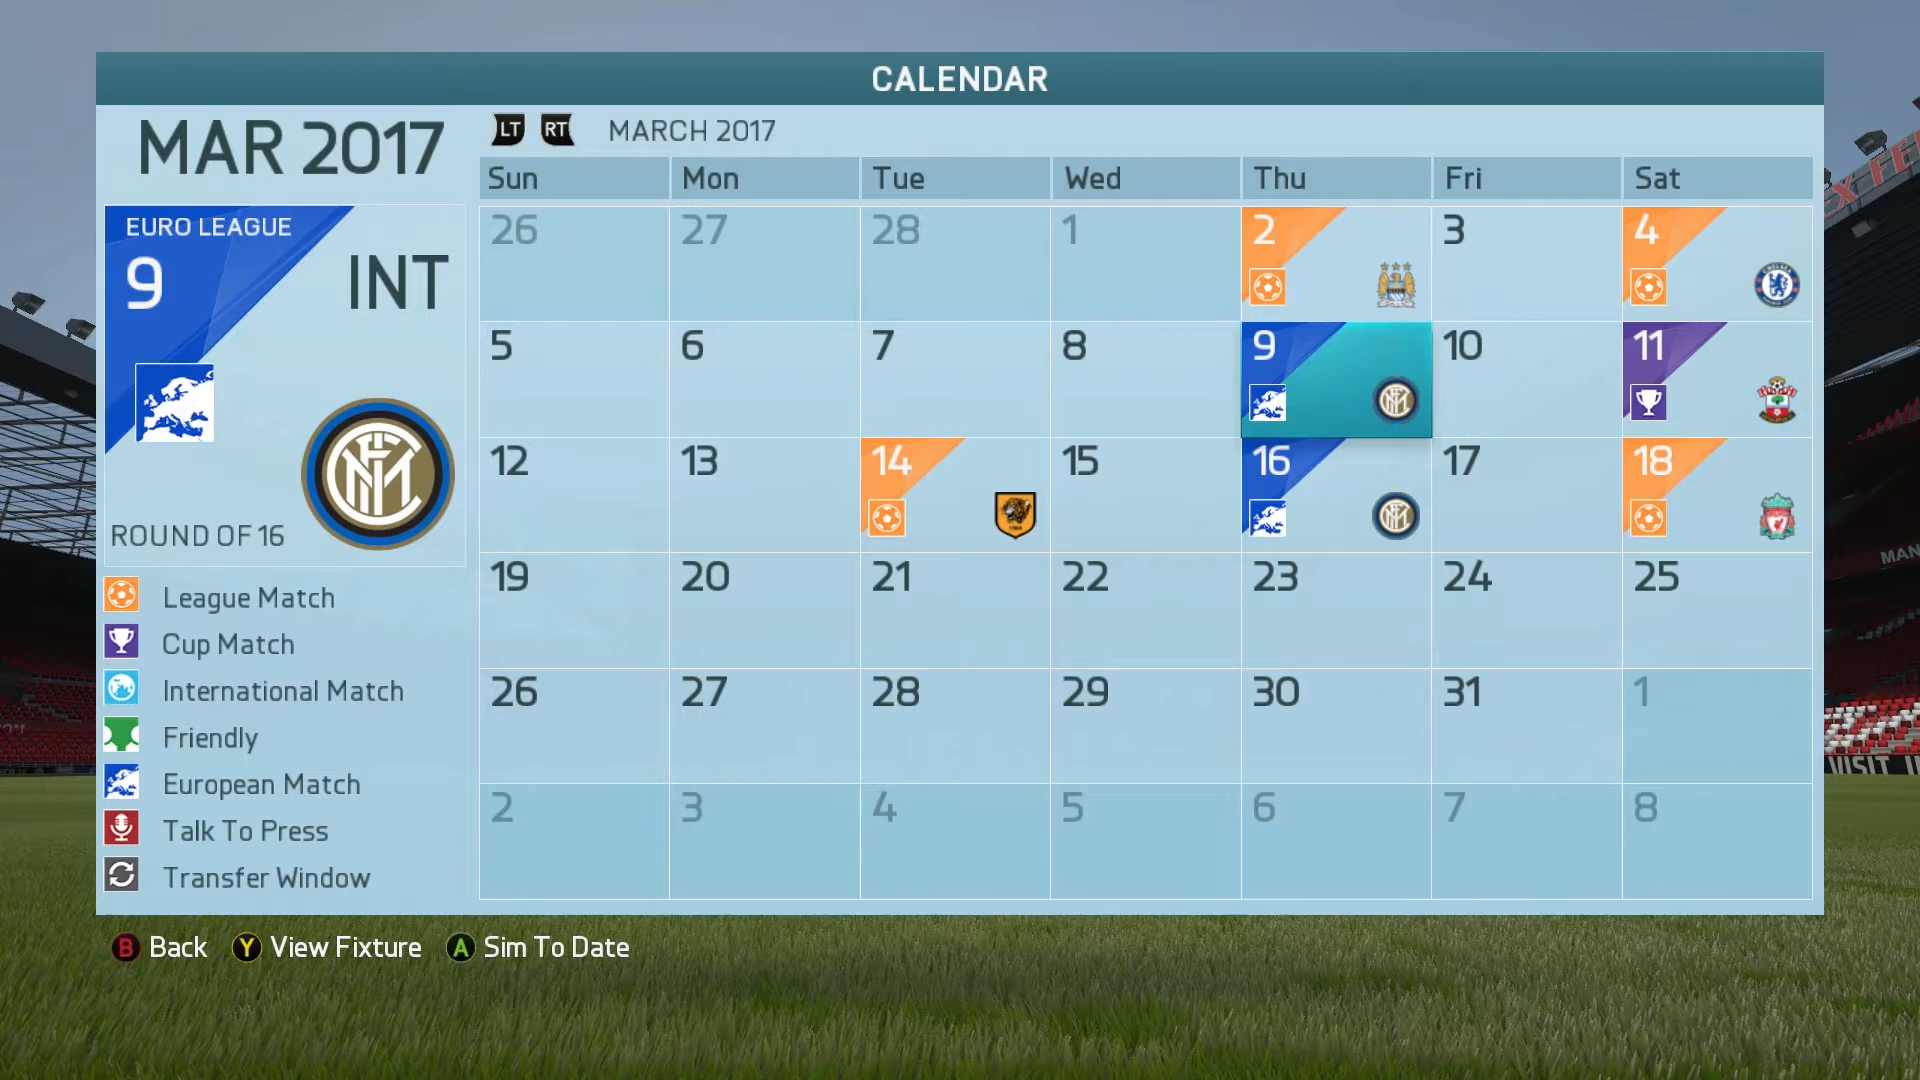 CALENDAR
MAR 2017
LT RT MARCH 2017
Sun Mon Tue Wed Thu Fri Sat
26 27 28 1 2 3 4
5 6 7 8 9 10 11
12 13 14 15 16 17 18
19 20 21 22 23 24 25
26 27 28 29 30 31 1
2 3 4 5 6 7 8
EURO LEAGUE
9 INT
ROUND OF 16
League Match
Cup Match
International Match
Friendly
European Match
Talk To Press
Transfer Window
B Back Y View Fixture A Sim To Date
MAN
VISIT